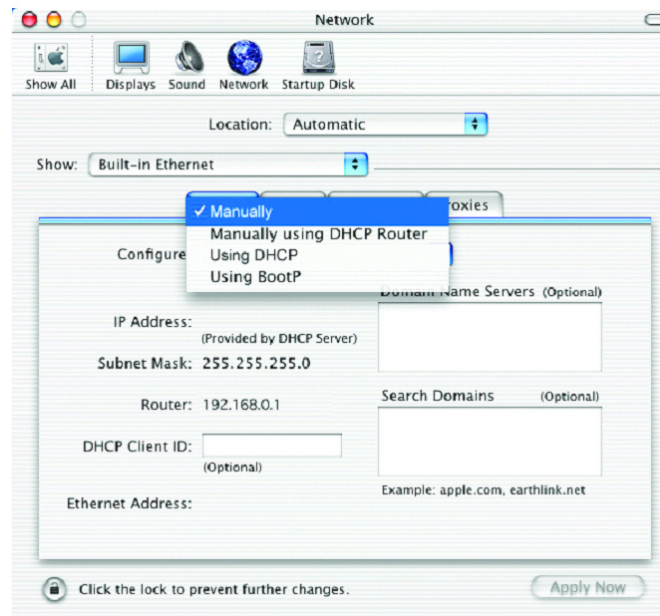 Network
Show All Displays Sound Network Startup Disk
Location: Automatic
Show: Built-in Ethernet
roxies
Manually
Manually using DHCP Router
Using DHCP
Using BootP
Configure
Domain Name Servers (Optional)
IP Address:
(Provided by DHCP Server)
Subnet Mask: 255.255.255.0
Router: 192.168.0.1
Search Domains (Optional)
DHCP Client ID:
(Optional)
Example: apple.com, earthlink.net
Ethernet Address:
Click the lock to prevent further changes.
Apply Now